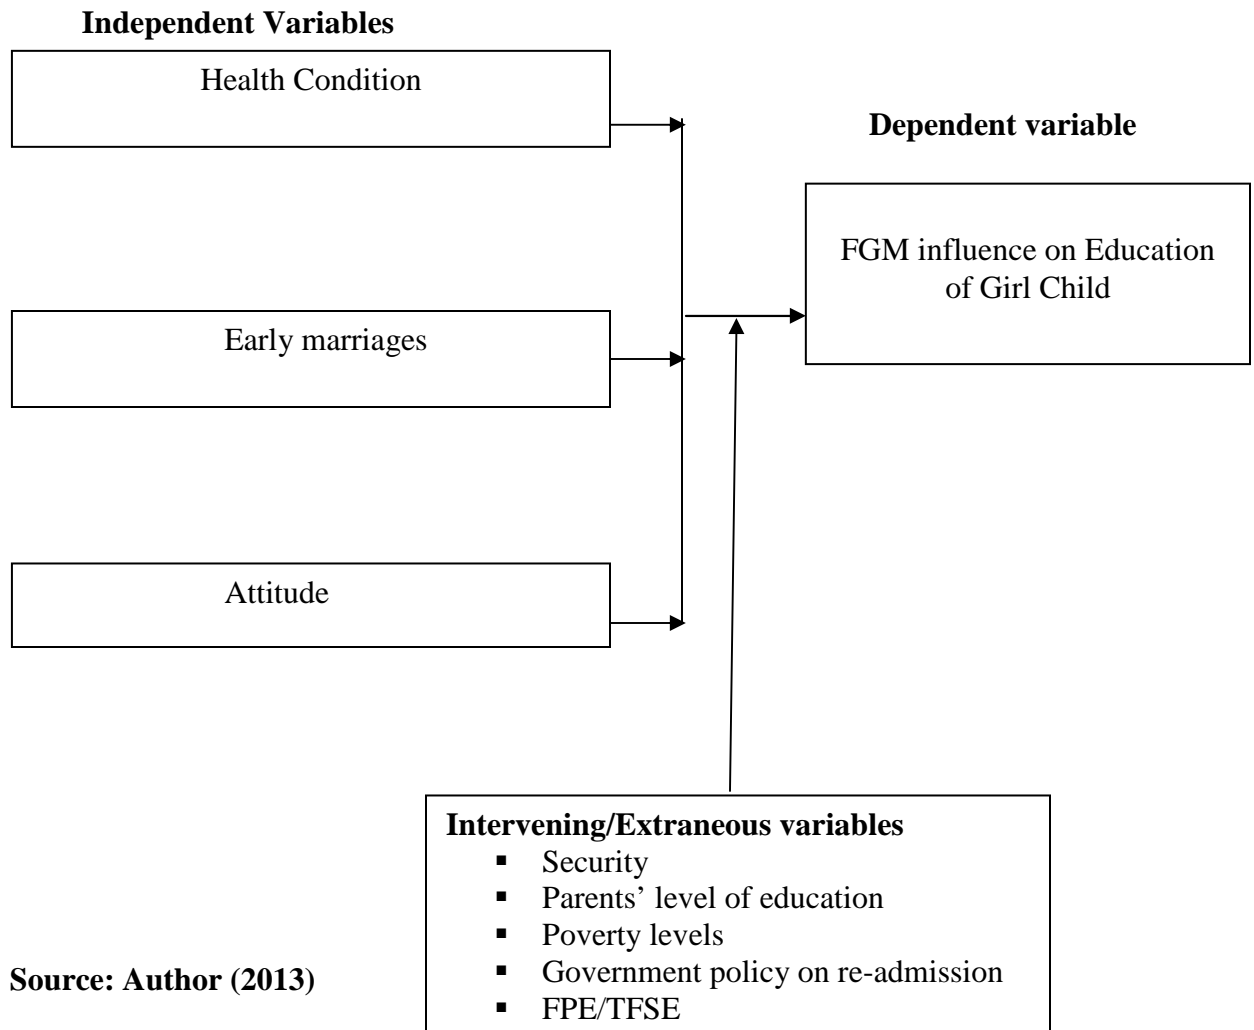 Independent Variables
Health Condition
Dependent variable
FGM influence on Education
of Girl Child
Early marriages
Attitude
Intervening/Extraneous variables
▪ Security
▪ Parents’ level of education
▪ Poverty levels
▪ Government policy on re-admission
▪ FPE/TFSE
Source: Author (2013)